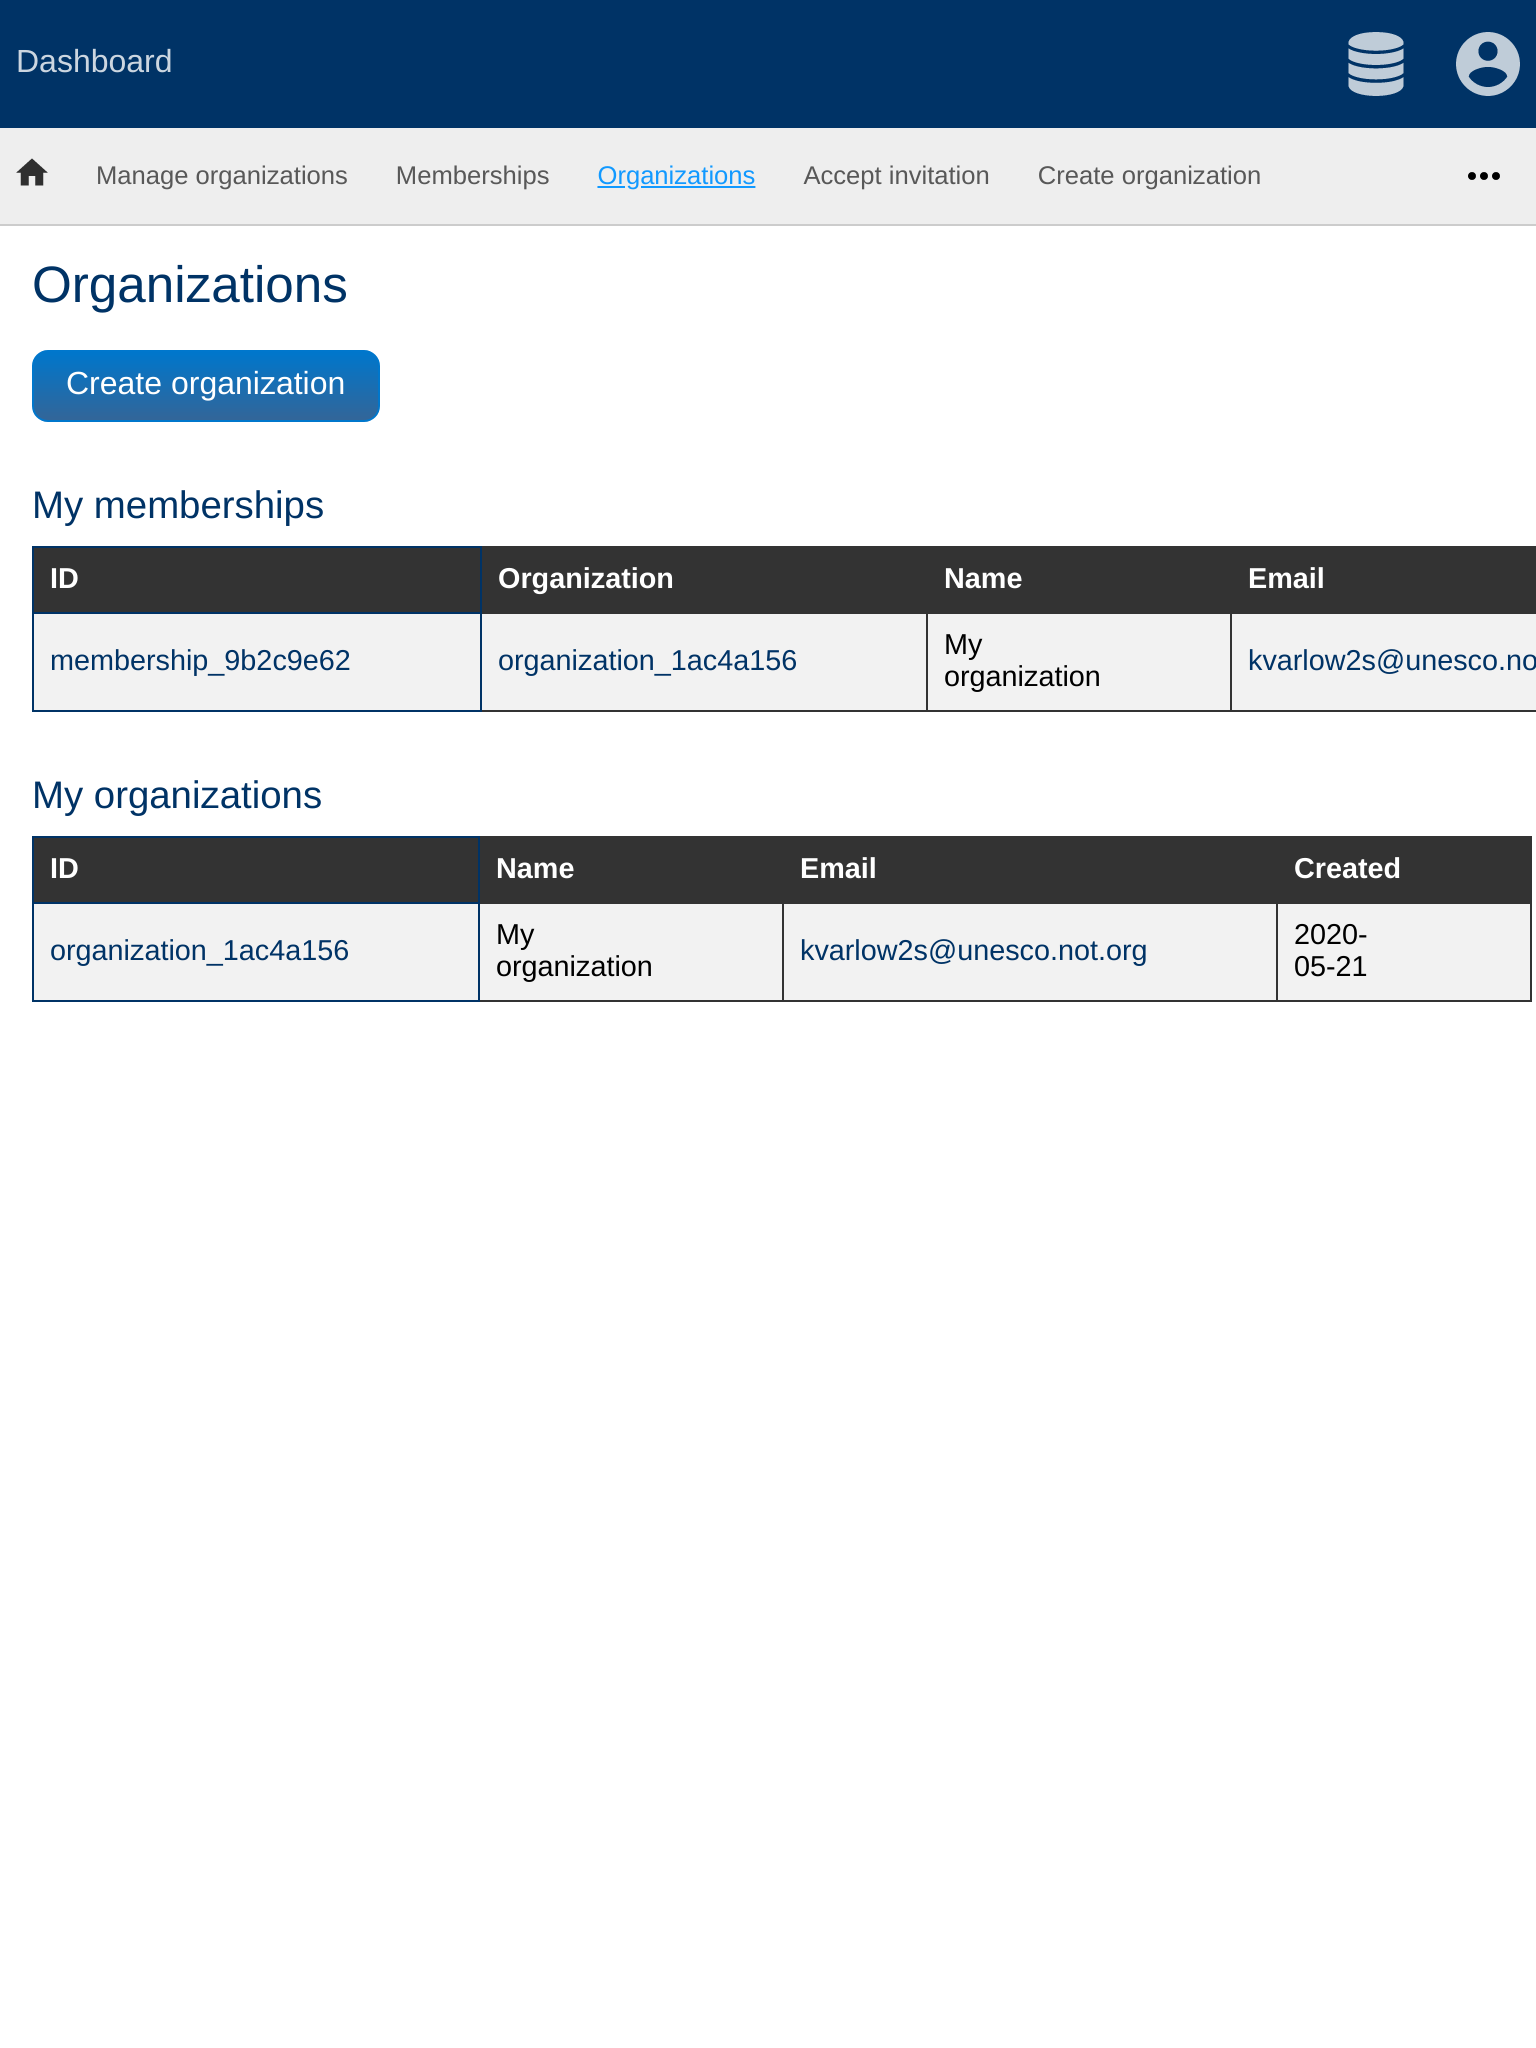 Dashboard
Manage organizations Memberships Organizations Accept invitation Create organization
Organizations
Create organization
My memberships
ID Organization Name Email
membership_9b2c9e62 organization_1ac4a156 My organization kvarlow2s@unesco.no
My organizations
ID Name Email Created
organization_1ac4a156 My organization kvarlow2s@unesco.not.org 2020-05-21